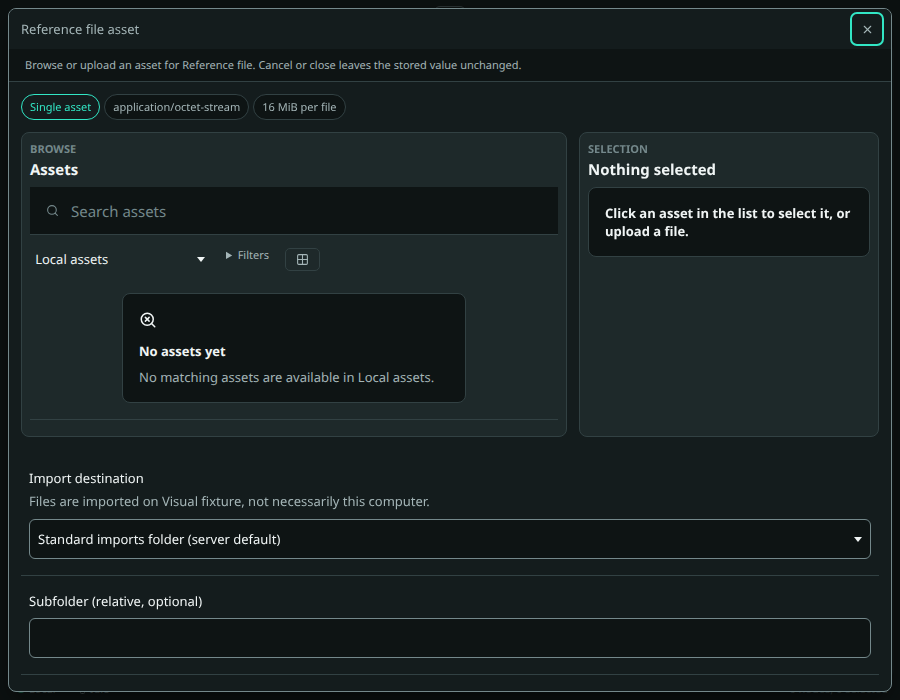 Reference file asset
Browse or upload an asset for Reference file. Cancel or close leaves the stored value unchanged.
Single asset
application/octet-stream
16 MiB per file
BROWSE
Assets
Search assets
Local assets
Filters
No assets yet
No matching assets are available in Local assets.
SELECTION
Nothing selected
Click an asset in the list to select it, or
upload a file.
Import destination
Files are imported on Visual fixture, not necessarily this computer.
Standard imports folder (server default)
Subfolder (relative, optional)